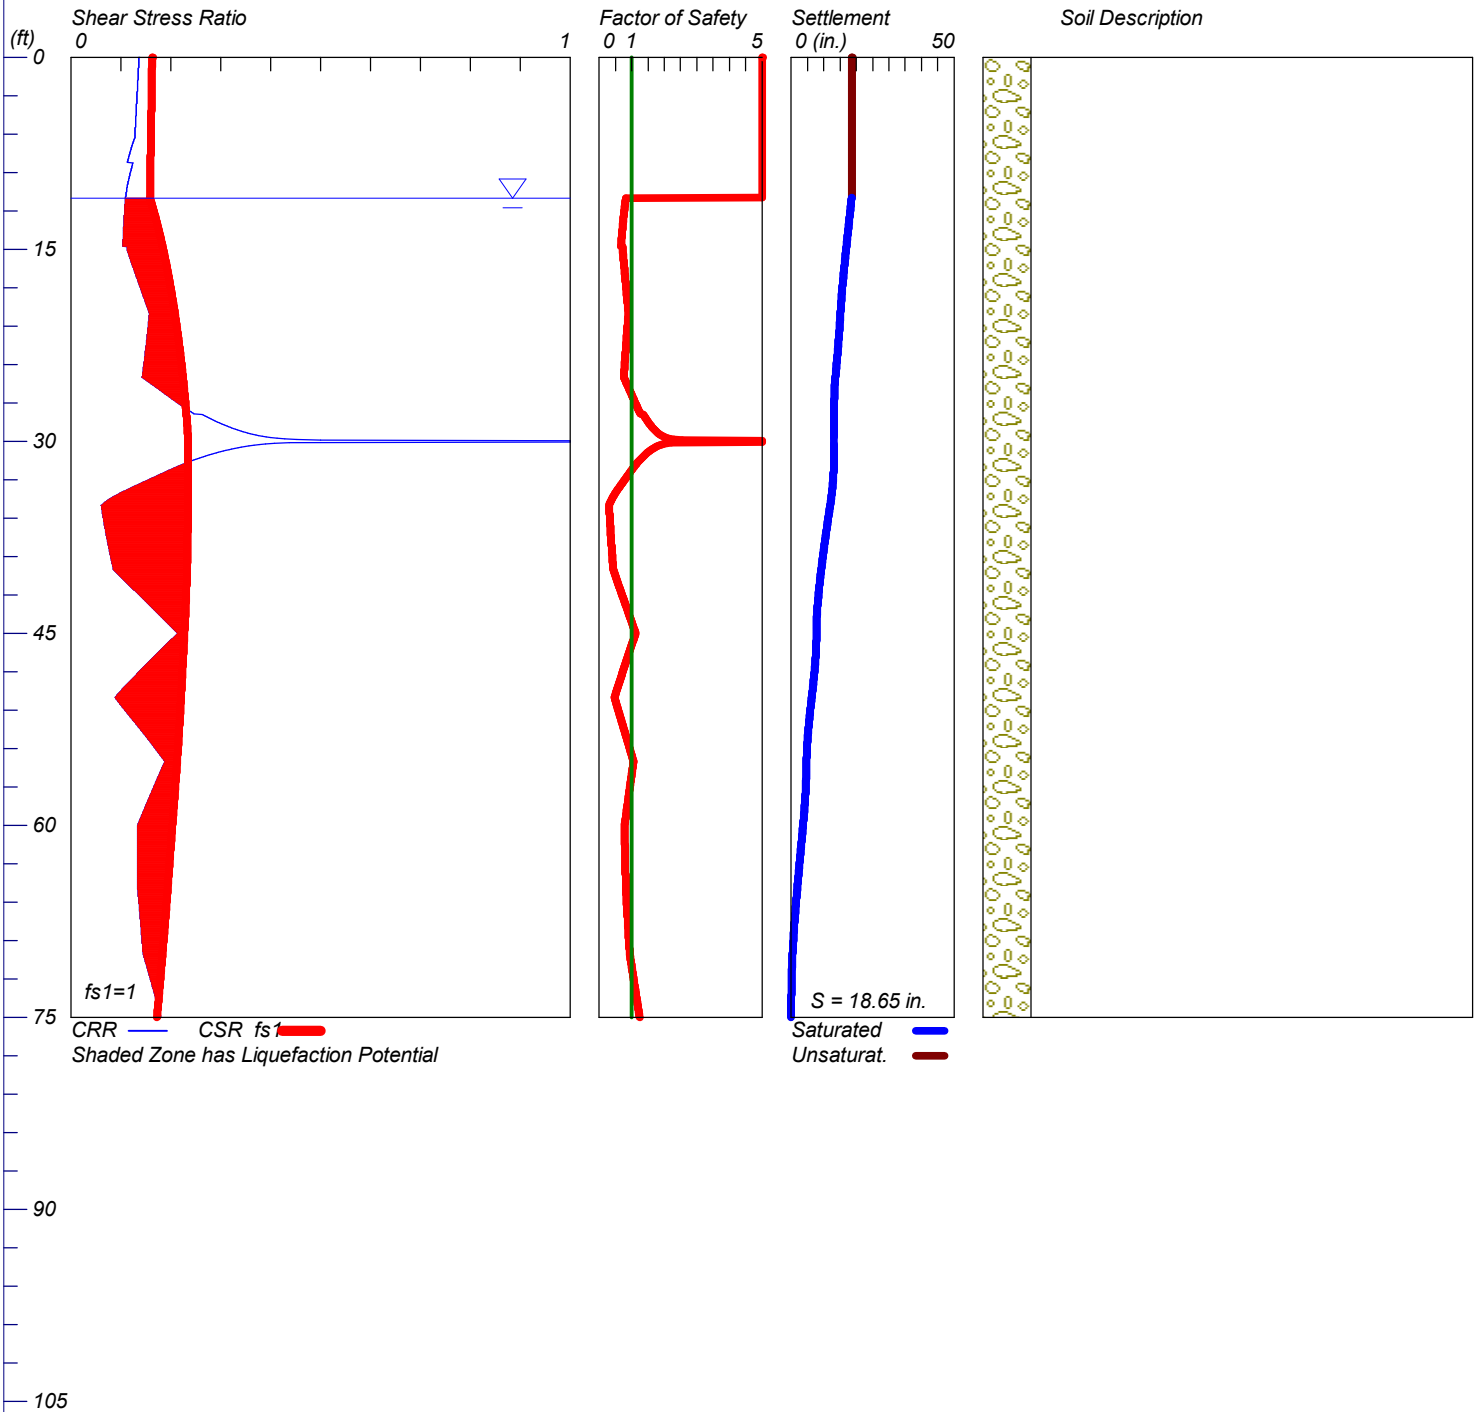 Shear Stress Ratio Factor of Safety Settlement Soil Description
(ft) 0 1 0 1 5 0 (in.) 50
0
15
30
45
60
fs1=1 S = 18.65 in.
75
CRR CSR fs1 Saturated
Shaded Zone has Liquefaction Potential Unsaturat.
90
105